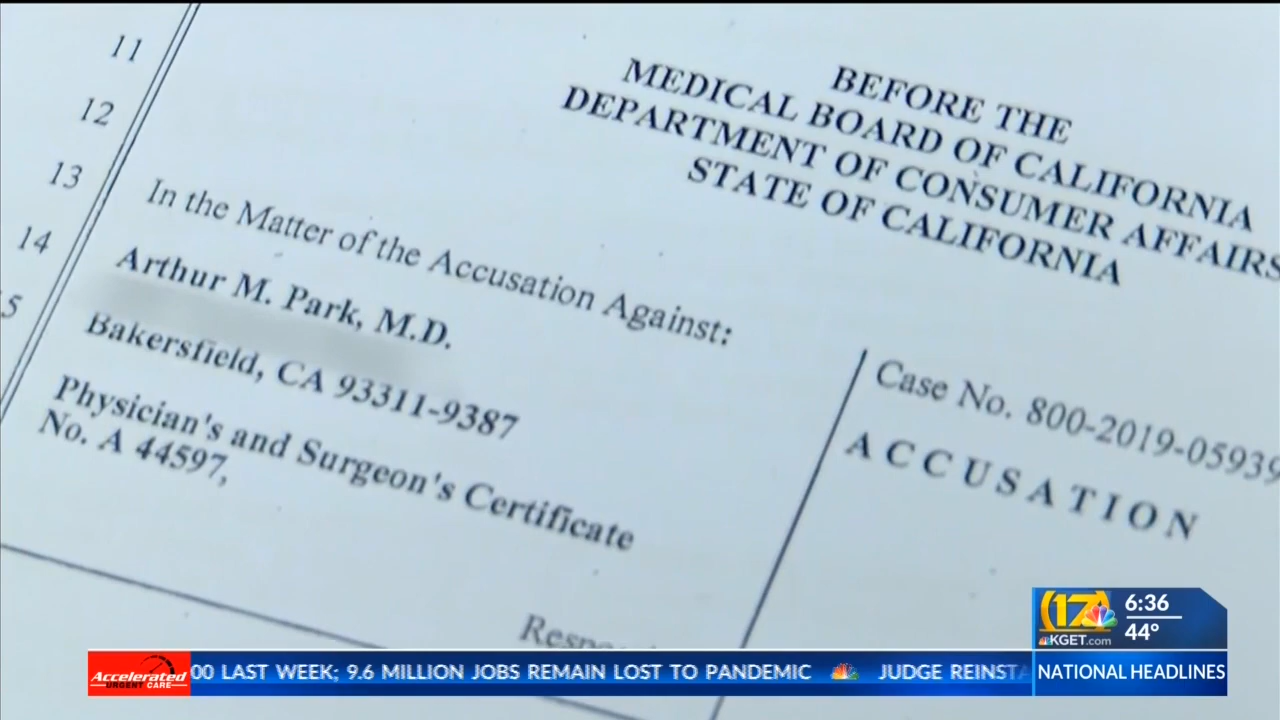 11
12
13
14
5
BEFORE THE
MEDICAL BOARD OF CALIFORNIA
DEPARTMENT OF CONSUMER AFFAIRS
STATE OF CALIFORNIA
In the Matter of the Accusation Against:
Arthur M. Park, M.D.
Bakersfield, CA 93311-9387
Physician's and Surgeon's Certificate
No. A 44597,
Case No. 800-2019-05939
ACCUSATION
17
KGET.com
6:36
44°
Accelerated
URGENT CARE
00 LAST WEEK; 9.6 MILLION JOBS REMAIN LOST TO PANDEMIC
JUDGE REINSTA
NATIONAL HEADLINES